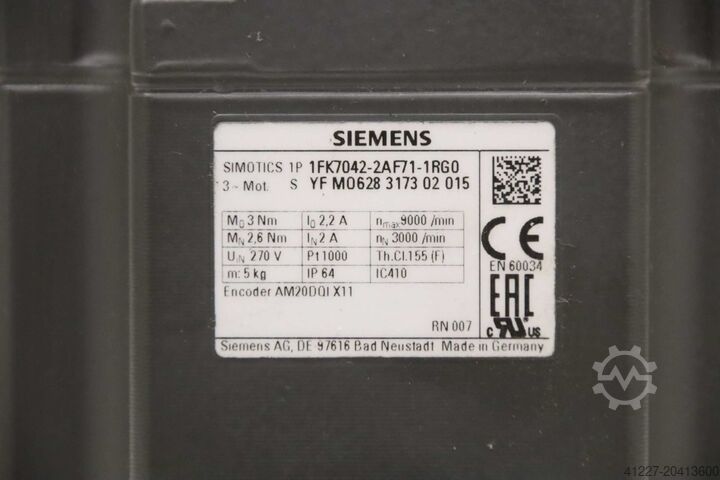 SIEMENS
SIMOTICS 1P 1FK7042-2AF71-1RG0
3~Mot. S YF M0628 3173 02 015
M0 3 Nm I0 2,2 A nmax 9000 /min
MN 2,6 Nm IN 2 A nN 3000 /min
UIN 270 V Pt1000 Th.Cl.155 (F)
m: 5 kg IP 64 IC410
Encoder AM20DQI X11
CE
EN 60034
EAC
c UR US
RN 007
Siemens AG, DE 97616 Bad Neustadt Made in Germany
41227-20413600